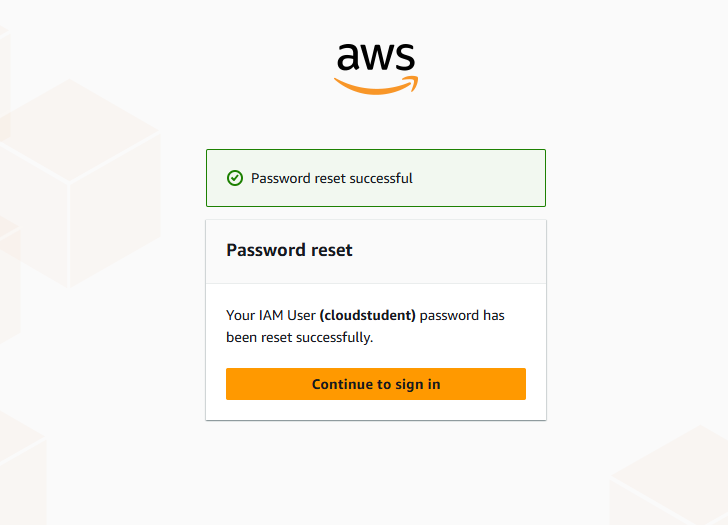 aws
Password reset successful
Password reset
Your IAM User (cloudstudent) password has
been reset successfully.
Continue to sign in